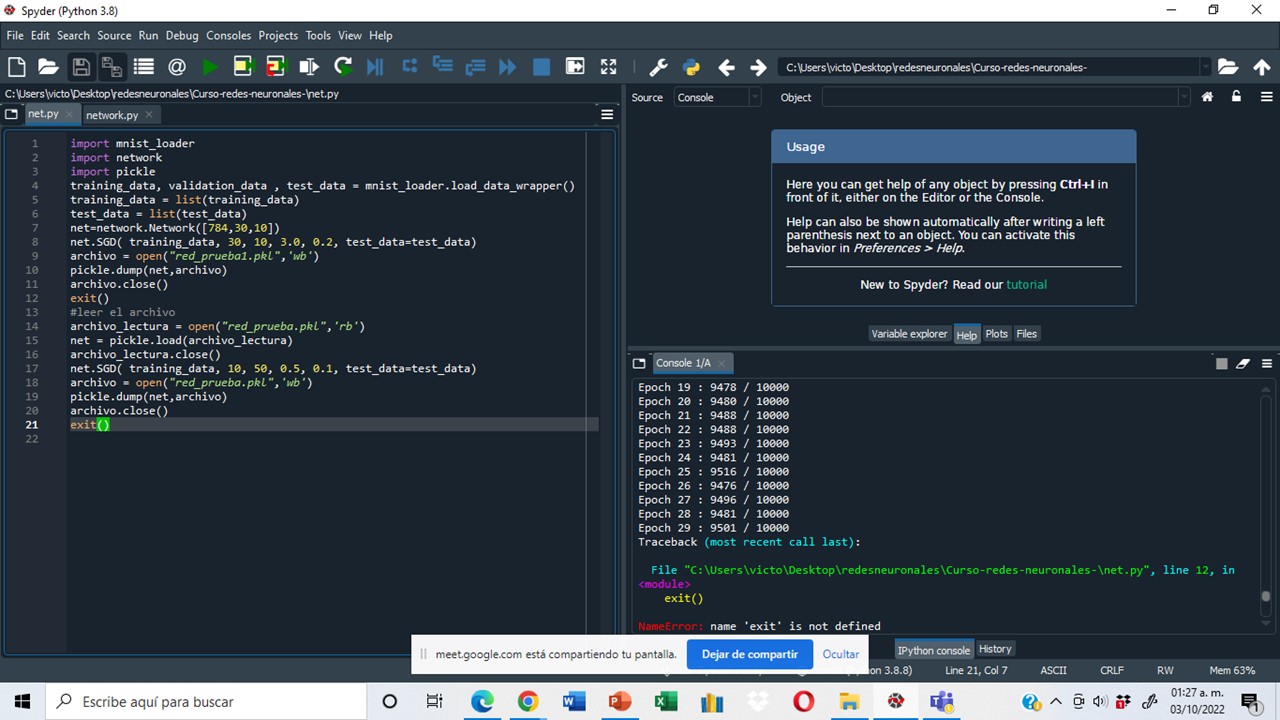 Spyder (Python 3.8)
File Edit Search Source Run Debug Consoles Projects Tools View Help
C:\Users\victo\Desktop\redesneuronales\Curso-redes-neuronales-
C:\Users\victo\Desktop\redesneuronales\Curso-redes-neuronales-\net.py
net.py network.py
1 import mnist_loader
2 import network
3 import pickle
4 training_data, validation_data , test_data = mnist_loader.load_data_wrapper()
5 training_data = list(training_data)
6 test_data = list(test_data)
7 net=network.Network([784,30,10])
8 net.SGD( training_data, 30, 10, 3.0, 0.2, test_data=test_data)
9 archivo = open("red_prueba1.pkl",'wb')
10 pickle.dump(net,archivo)
11 archivo.close()
12 exit()
13 #leer el archivo
14 archivo_lectura = open("red_prueba.pkl",'rb')
15 net = pickle.load(archivo_lectura)
16 archivo_lectura.close()
17 net.SGD( training_data, 10, 50, 0.5, 0.1, test_data=test_data)
18 archivo = open("red_prueba.pkl",'wb')
19 pickle.dump(net,archivo)
20 archivo.close()
21 exit()
22
Source Console Object
Usage
Here you can get help of any object by pressing Ctrl+I in
front of it, either on the Editor or the Console.
Help can also be shown automatically after writing a left
parenthesis next to an object. You can activate this
behavior in Preferences > Help.
New to Spyder? Read our tutorial
Variable explorer Help Plots Files
Console 1/A
Epoch 19 : 9478 / 10000
Epoch 20 : 9480 / 10000
Epoch 21 : 9488 / 10000
Epoch 22 : 9488 / 10000
Epoch 23 : 9493 / 10000
Epoch 24 : 9481 / 10000
Epoch 25 : 9516 / 10000
Epoch 26 : 9476 / 10000
Epoch 27 : 9496 / 10000
Epoch 28 : 9481 / 10000
Epoch 29 : 9501 / 10000
Traceback (most recent call last):
File "C:\Users\victo\Desktop\redesneuronales\Curso-redes-neuronales-\net.py", line 12, in
<module>
exit()
NameError: name 'exit' is not defined
IPython console History
meet.google.com está compartiendo tu pantalla. Dejar de compartir Ocultar
3.8.8) Line 21, Col 7 ASCII CRLF RW Mem 63%
Escribe aquí para buscar
01:27 a. m.
03/10/2022